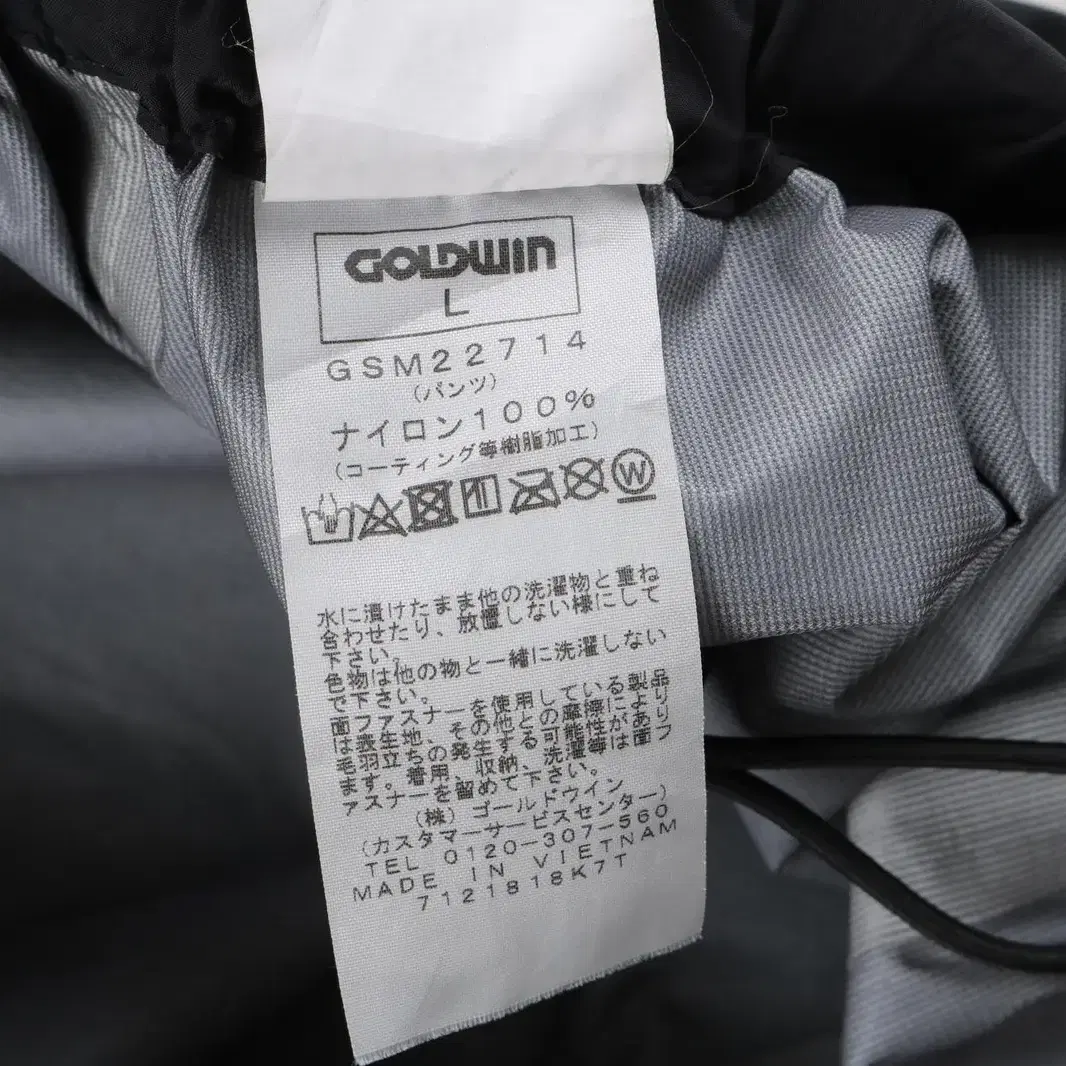 GOLDWIN
L
GSM22714
(パンツ)
ナイロン100%
(コーティング等樹脂加工)
W
水に漬けたまま他の洗濯物と重ね
合わせたり、放置しない様にして
下さい。
色物は他の物と一緒に洗濯しない
で下さい。
面ファスナーを使用している製品
は表生地、その他との摩擦により
毛羽立ちの発生する可能性があり
ます。着用、収納、洗濯等は面フ
ァスナーを留めて下さい。
(株)ゴールドウイン
(カスタマーサービスセンター)
TEL 0120-307-560
MADE IN VIETNAM
7121818K7T